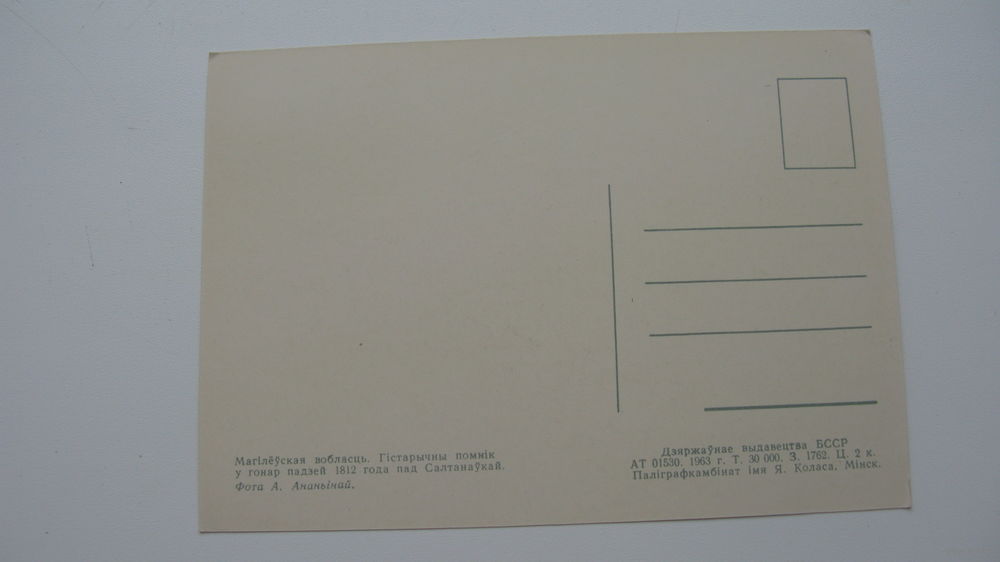 Магілёўская вобласць. Гістарычны помнік
у гонар падзей 1812 года пад Салтанаўкай.
Фота А. Ананьінай.
Дзяржаўнае выдавецтва БССР
АТ 01530. 1963 г. Т. 30 000. З. 1762. Ц. 2 к.
Паліграфкамбінат імя Я. Коласа, Мінск.